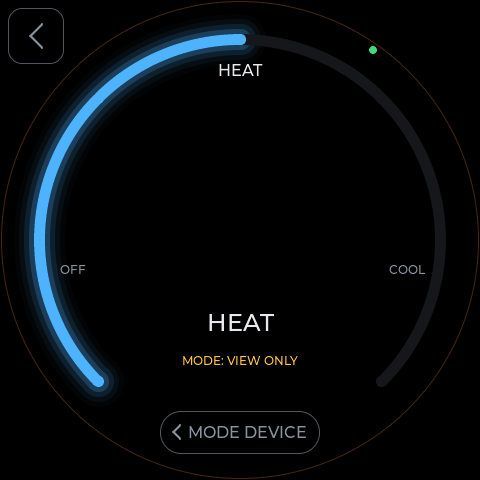 HEAT
OFF
COOL
HEAT
MODE: VIEW ONLY
MODE DEVICE